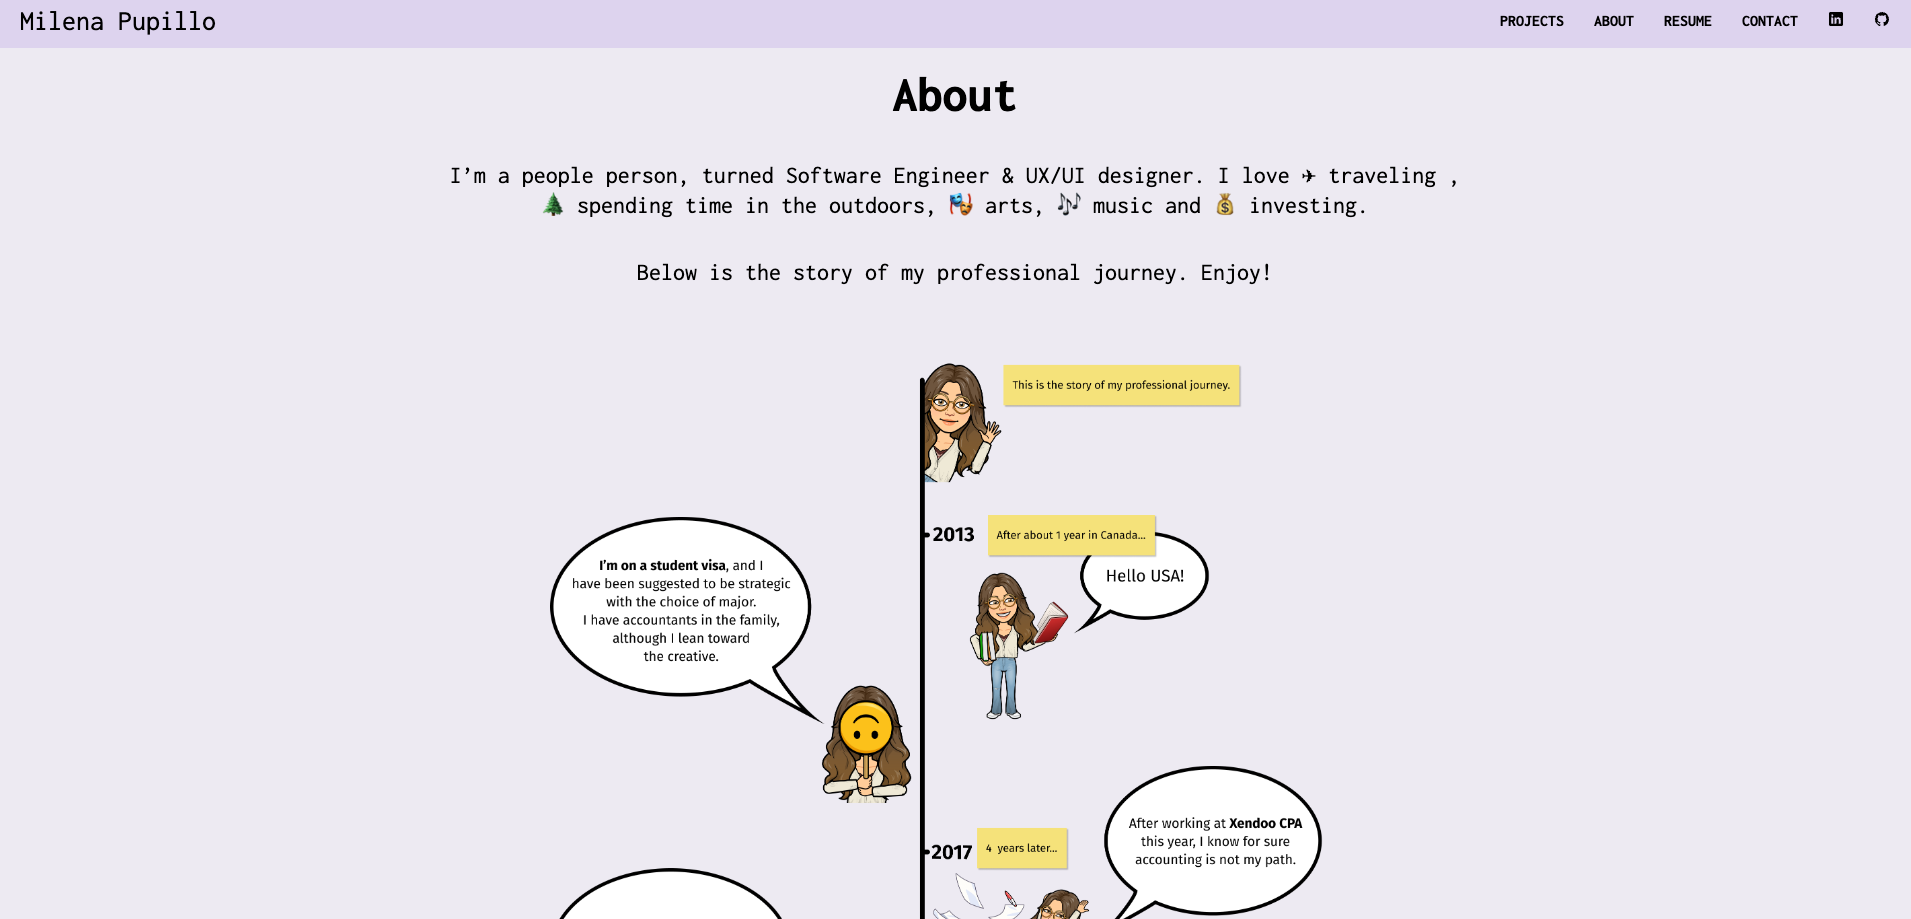 Milena Pupillo
PROJECTS ABOUT RESUME CONTACT
About
I’m a people person, turned Software Engineer & UX/UI designer. I love ✈ traveling ,
🌲 spending time in the outdoors, 🎭 arts, 🎶 music and 💰 investing.
Below is the story of my professional journey. Enjoy!
This is the story of my professional journey.
2013
After about 1 year in Canada...
Hello USA!
I’m on a student visa, and I
have been suggested to be strategic
with the choice of major.
I have accountants in the family,
although I lean toward
the creative.
2017
4 years later...
After working at Xendoo CPA
this year, I know for sure
accounting is not my path.